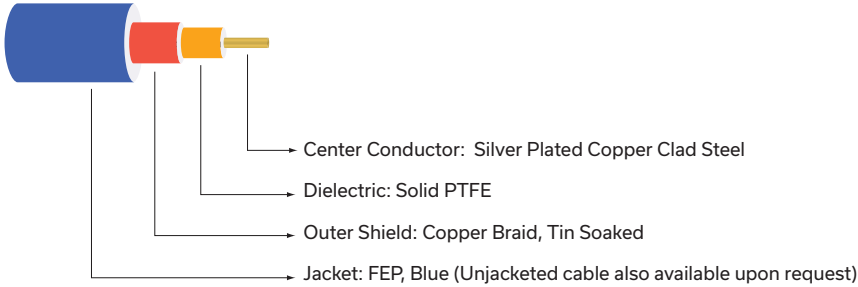 Center Conductor: Silver Plated Copper Clad Steel
Dielectric: Solid PTFE
Outer Shield: Copper Braid, Tin Soaked
Jacket: FEP, Blue (Unjacketed cable also available upon request)